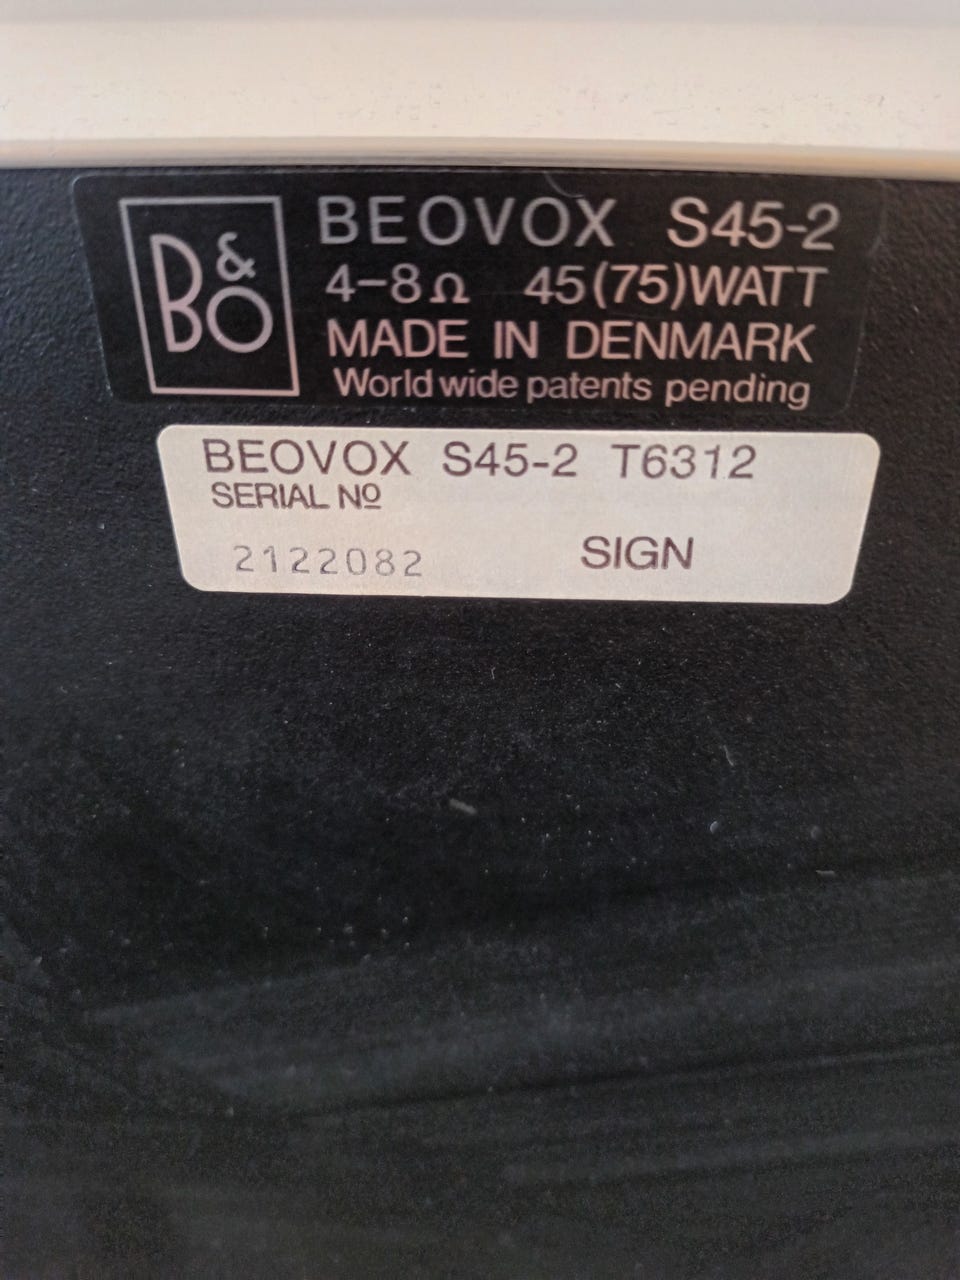 B&O
BEOVOX S45-2
4-8Ω 45(75)WATT
MADE IN DENMARK
World wide patents pending
BEOVOX S45-2 T6312
SERIAL Nº
2122082 SIGN